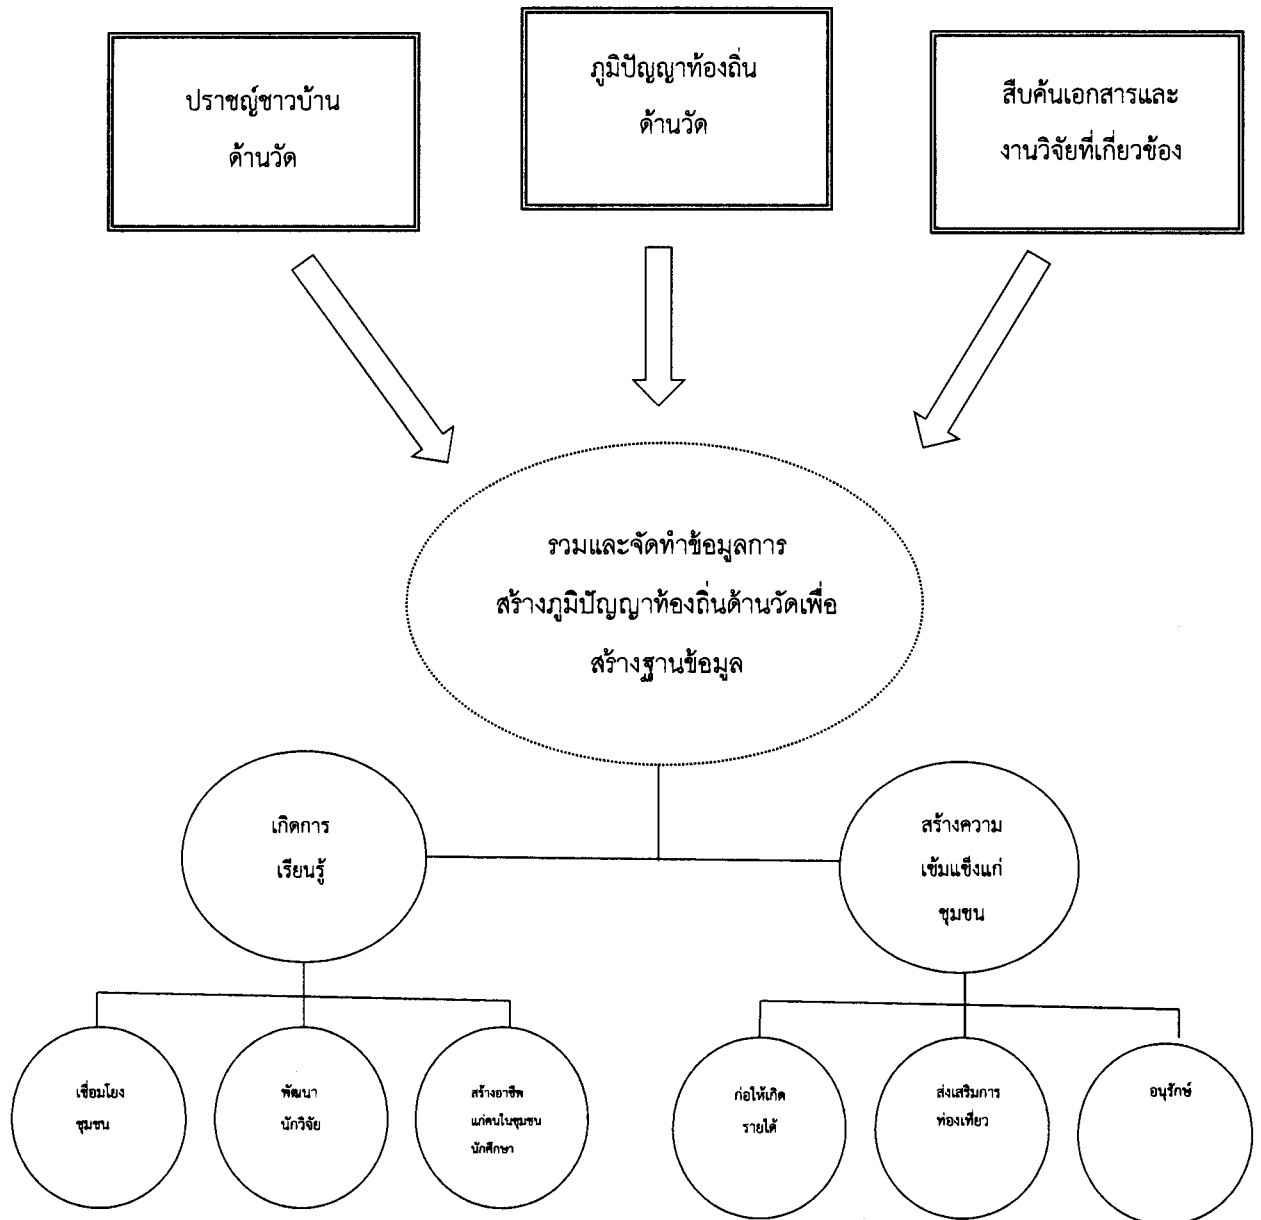 ปราชญ์ชาวบ้าน
ด้านวัด
ภูมิปัญญาท้องถิ่น
ด้านวัด
สืบค้นเอกสารและ
งานวิจัยที่เกี่ยวข้อง
รวมและจัดทำข้อมูลการ
สร้างภูมิปัญญาท้องถิ่นด้านวัดเพื่อ
สร้างฐานข้อมูล
เกิดการ
เรียนรู้
สร้างความ
เข้มแข็งแก่
ชุมชน
เชื่อมโยง
ชุมชน
พัฒนา
นักวิจัย
สร้างอาชีพ
แก่คนในชุมชน
นักศึกษา
ก่อให้เกิด
รายได้
ส่งเสริมการ
ท่องเที่ยว
อนุรักษ์